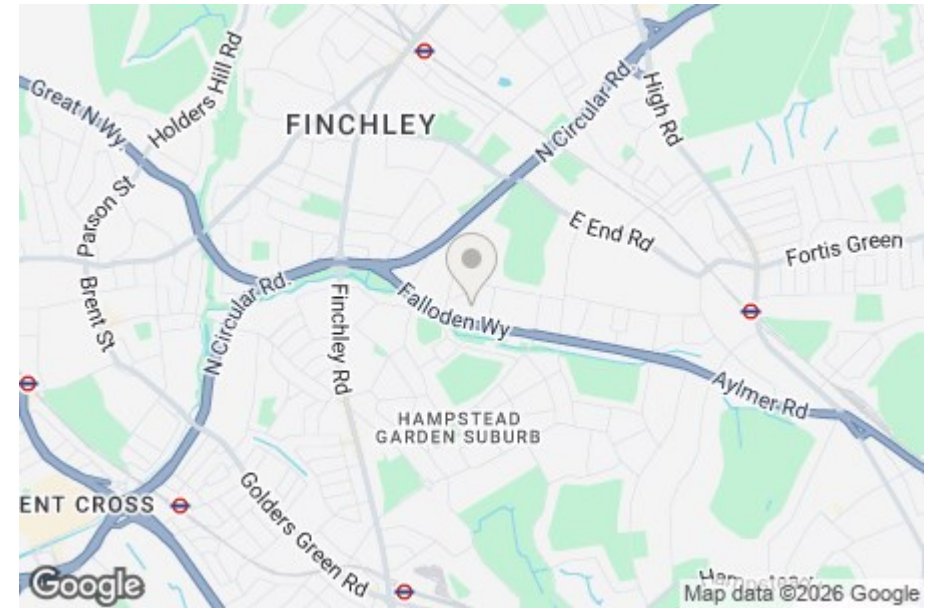 Great N Wy
Holders Hill Rd
FINCHLEY
N Circular Rd
High Rd
Parson St
E End Rd
Fortis Green
Brent St
N Circular Rd
Finchley Rd
Falloden Wy
Aylmer Rd
HAMPSTEAD
GARDEN SUBURB
ENT CROSS
Golders Green Rd
Google
Map data ©2026 Google